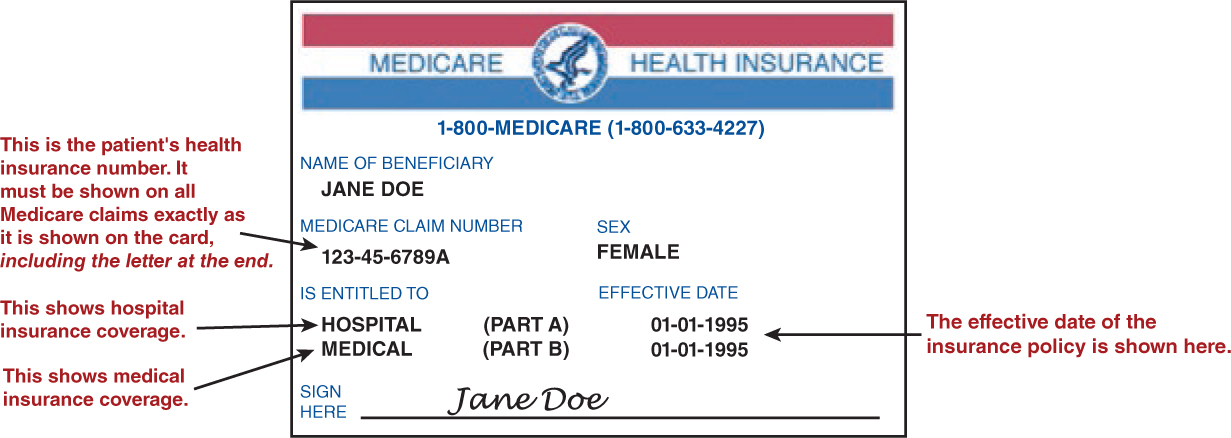 MEDICARE HEALTH INSURANCE
1-800-MEDICARE (1-800-633-4227)
This is the patient's health
insurance number. It
must be shown on all
Medicare claims exactly as
it is shown on the card,
including the letter at the end.
NAME OF BENEFICIARY
JANE DOE
MEDICARE CLAIM NUMBER SEX
123-45-6789A FEMALE
IS ENTITLED TO EFFECTIVE DATE
This shows hospital
insurance coverage.
HOSPITAL (PART A) 01-01-1995
MEDICAL (PART B) 01-01-1995
The effective date of the
insurance policy is shown here.
This shows medical
insurance coverage.
SIGN
HERE
Jane Doe